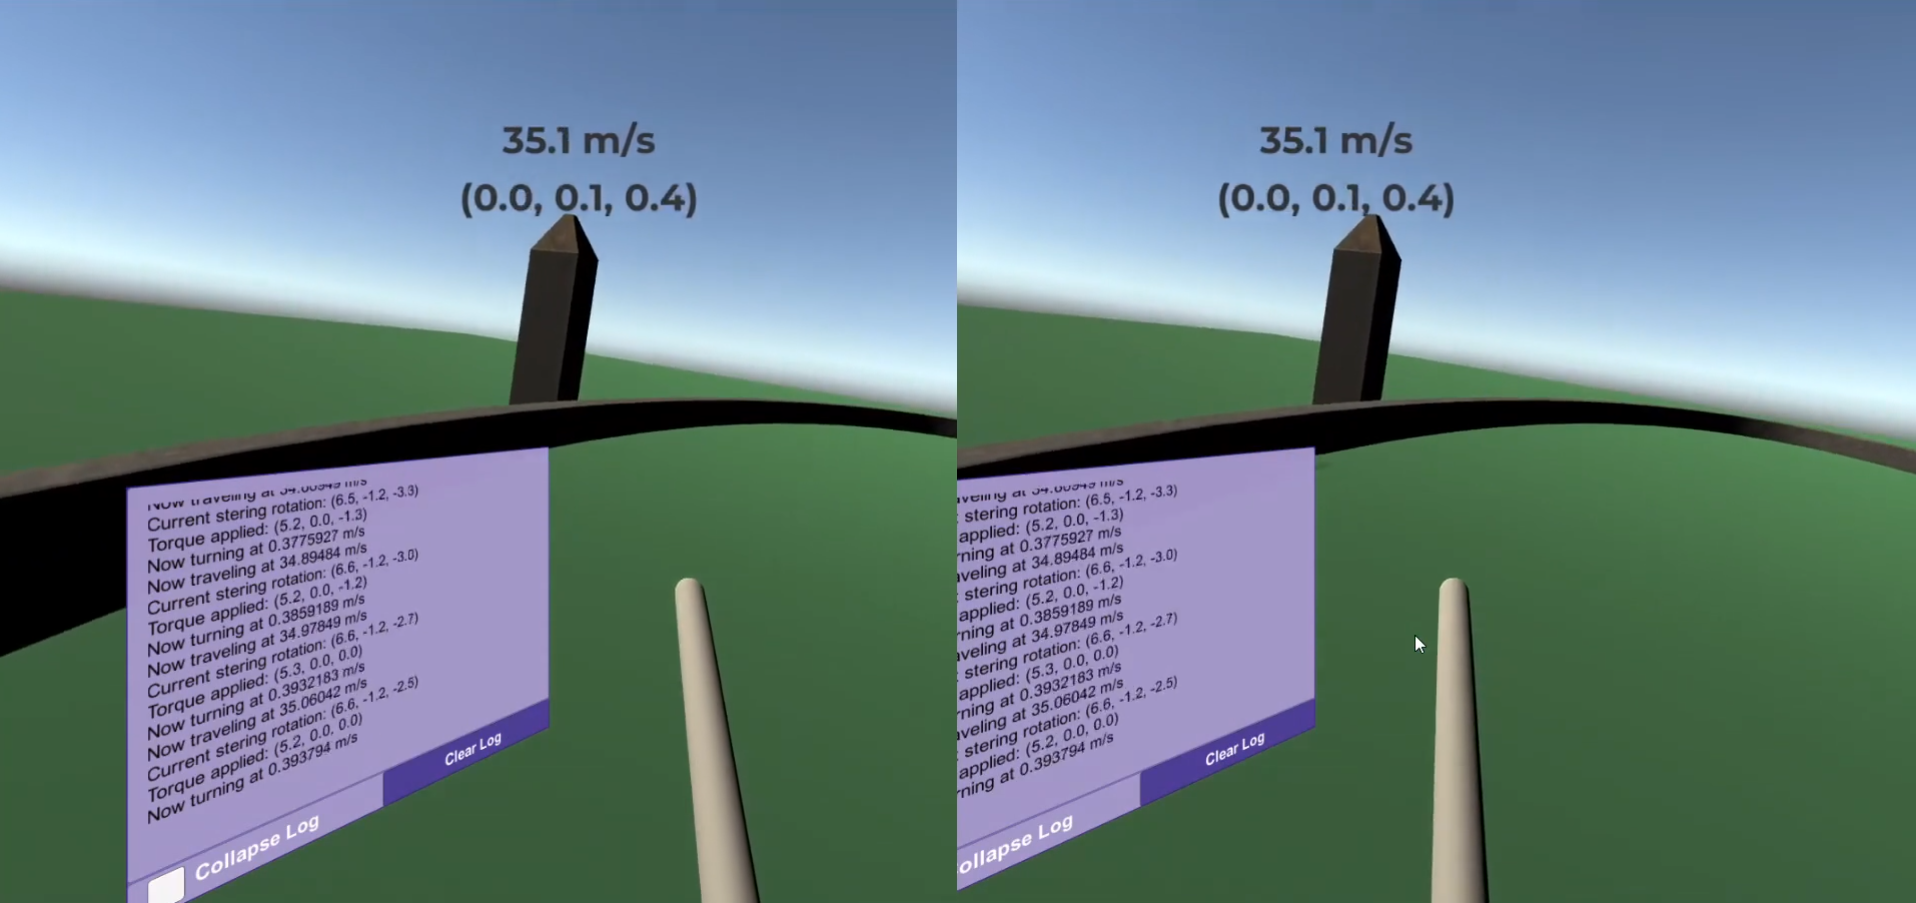 35.1 m/s
(0.0, 0.1, 0.4)
Now traveling at 34.80949 m/s
Current stering rotation: (6.5, -1.2, -3.3)
Torque applied: (5.2, 0.0, -1.3)
Now turning at 0.3775927 m/s
Now traveling at 34.89484 m/s
Current stering rotation: (6.6, -1.2, -3.0)
Torque applied: (5.2, 0.0, -1.2)
Now turning at 0.3859189 m/s
Now traveling at 34.97849 m/s
Current stering rotation: (6.6, -1.2, -2.7)
Torque applied: (5.3, 0.0, 0.0)
Now turning at 0.3932183 m/s
Now traveling at 35.06042 m/s
Current stering rotation: (6.6, -1.2, -2.5)
Torque applied: (5.2, 0.0, 0.0)
Now turning at 0.393794 m/s
Clear Log
Collapse Log
35.1 m/s
(0.0, 0.1, 0.4)
aveling at m/s
stering rotation: (6.5, -1.2, -3.3)
applied: (5.2, 0.0, -1.3)
rning at 0.3775927 m/s
aveling at 34.89484 m/s
stering rotation: (6.6, -1.2, -3.0)
applied: (5.2, 0.0, -1.2)
rning at 0.3859189 m/s
aveling at 34.97849 m/s
stering rotation: (6.6, -1.2, -2.7)
applied: (5.3, 0.0, 0.0)
rning at 0.3932183 m/s
aveling at 35.06042 m/s
stering rotation: (6.6, -1.2, -2.5)
applied: (5.2, 0.0, 0.0)
rning at 0.393794 m/s
Clear Log
ollapse Log